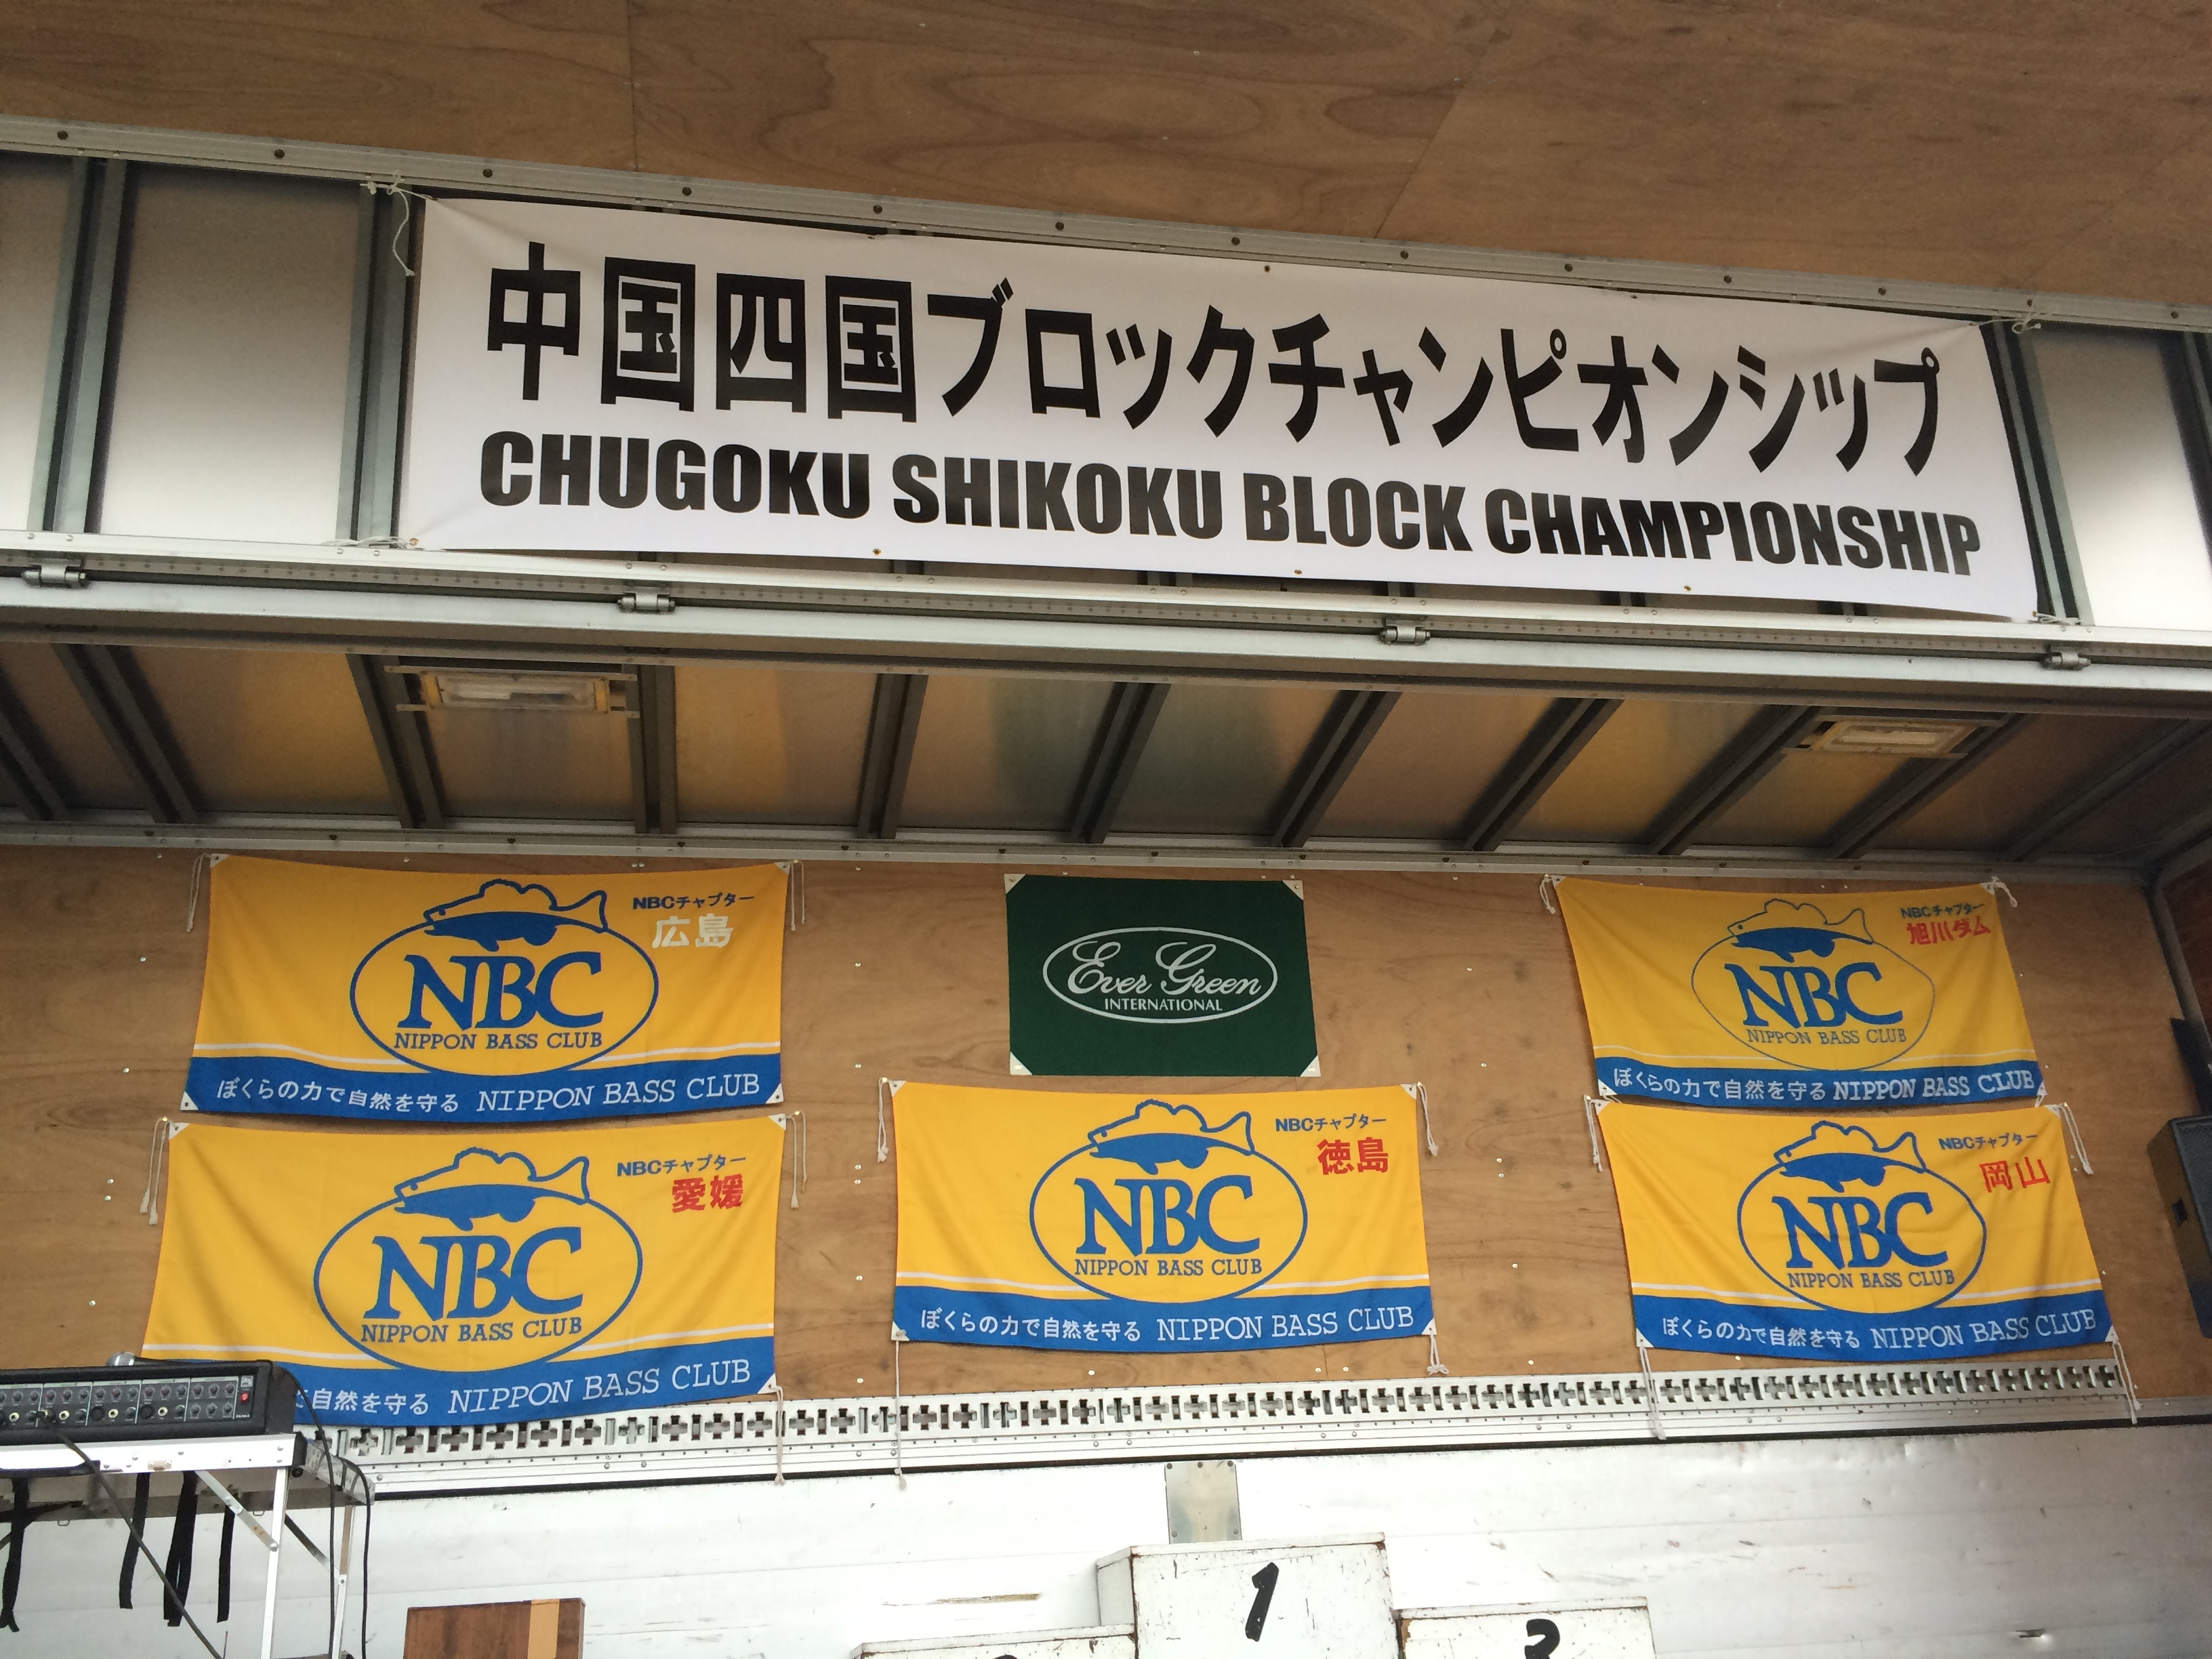 中国四国ブロックチャンピオンシップ
CHUGOKU SHIKOKU BLOCK CHAMPIONSHIP
NBCチャプター
広島
NBC
NIPPON BASS CLUB
ぼくらの力で自然を守る NIPPON BASS CLUB
Ever Green
INTERNATIONAL
NBCチャプター
旭川ダム
NBC
NIPPON BASS CLUB
ぼくらの力で自然を守る NIPPON BASS CLUB
NBCチャプター
愛媛
NBC
NIPPON BASS CLUB
自然を守る NIPPON BASS CLUB
NBCチャプター
徳島
NBC
NIPPON BASS CLUB
ぼくらの力で自然を守る NIPPON BASS CLUB
NBCチャプター
岡山
NBC
NIPPON BASS CLUB
ぼくらの力で自然を守る NIPPON BASS CLUB
1
3